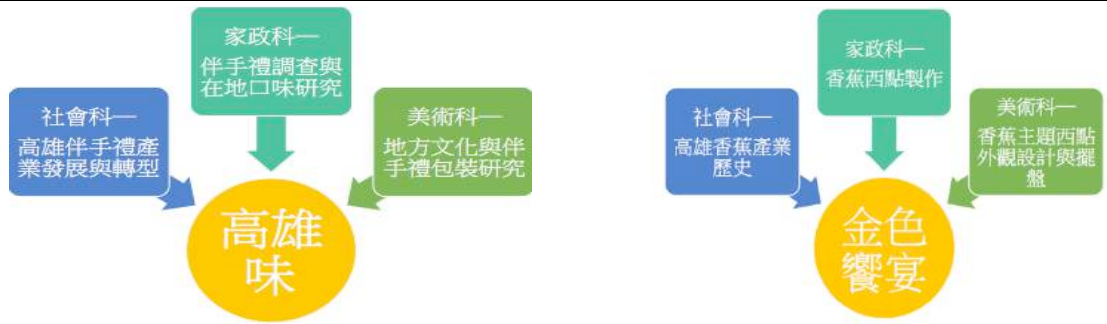 家政科—
伴手禮調查與
在地口味研究
社會科—
高雄伴手禮產
業發展與轉型
美術科—
地方文化與伴
手禮包裝研究
高雄
味
家政科—
香蕉西點製作
社會科—
高雄香蕉產業
歷史
美術科—
香蕉主題西點
外觀設計與擺
盤
金色
饗宴